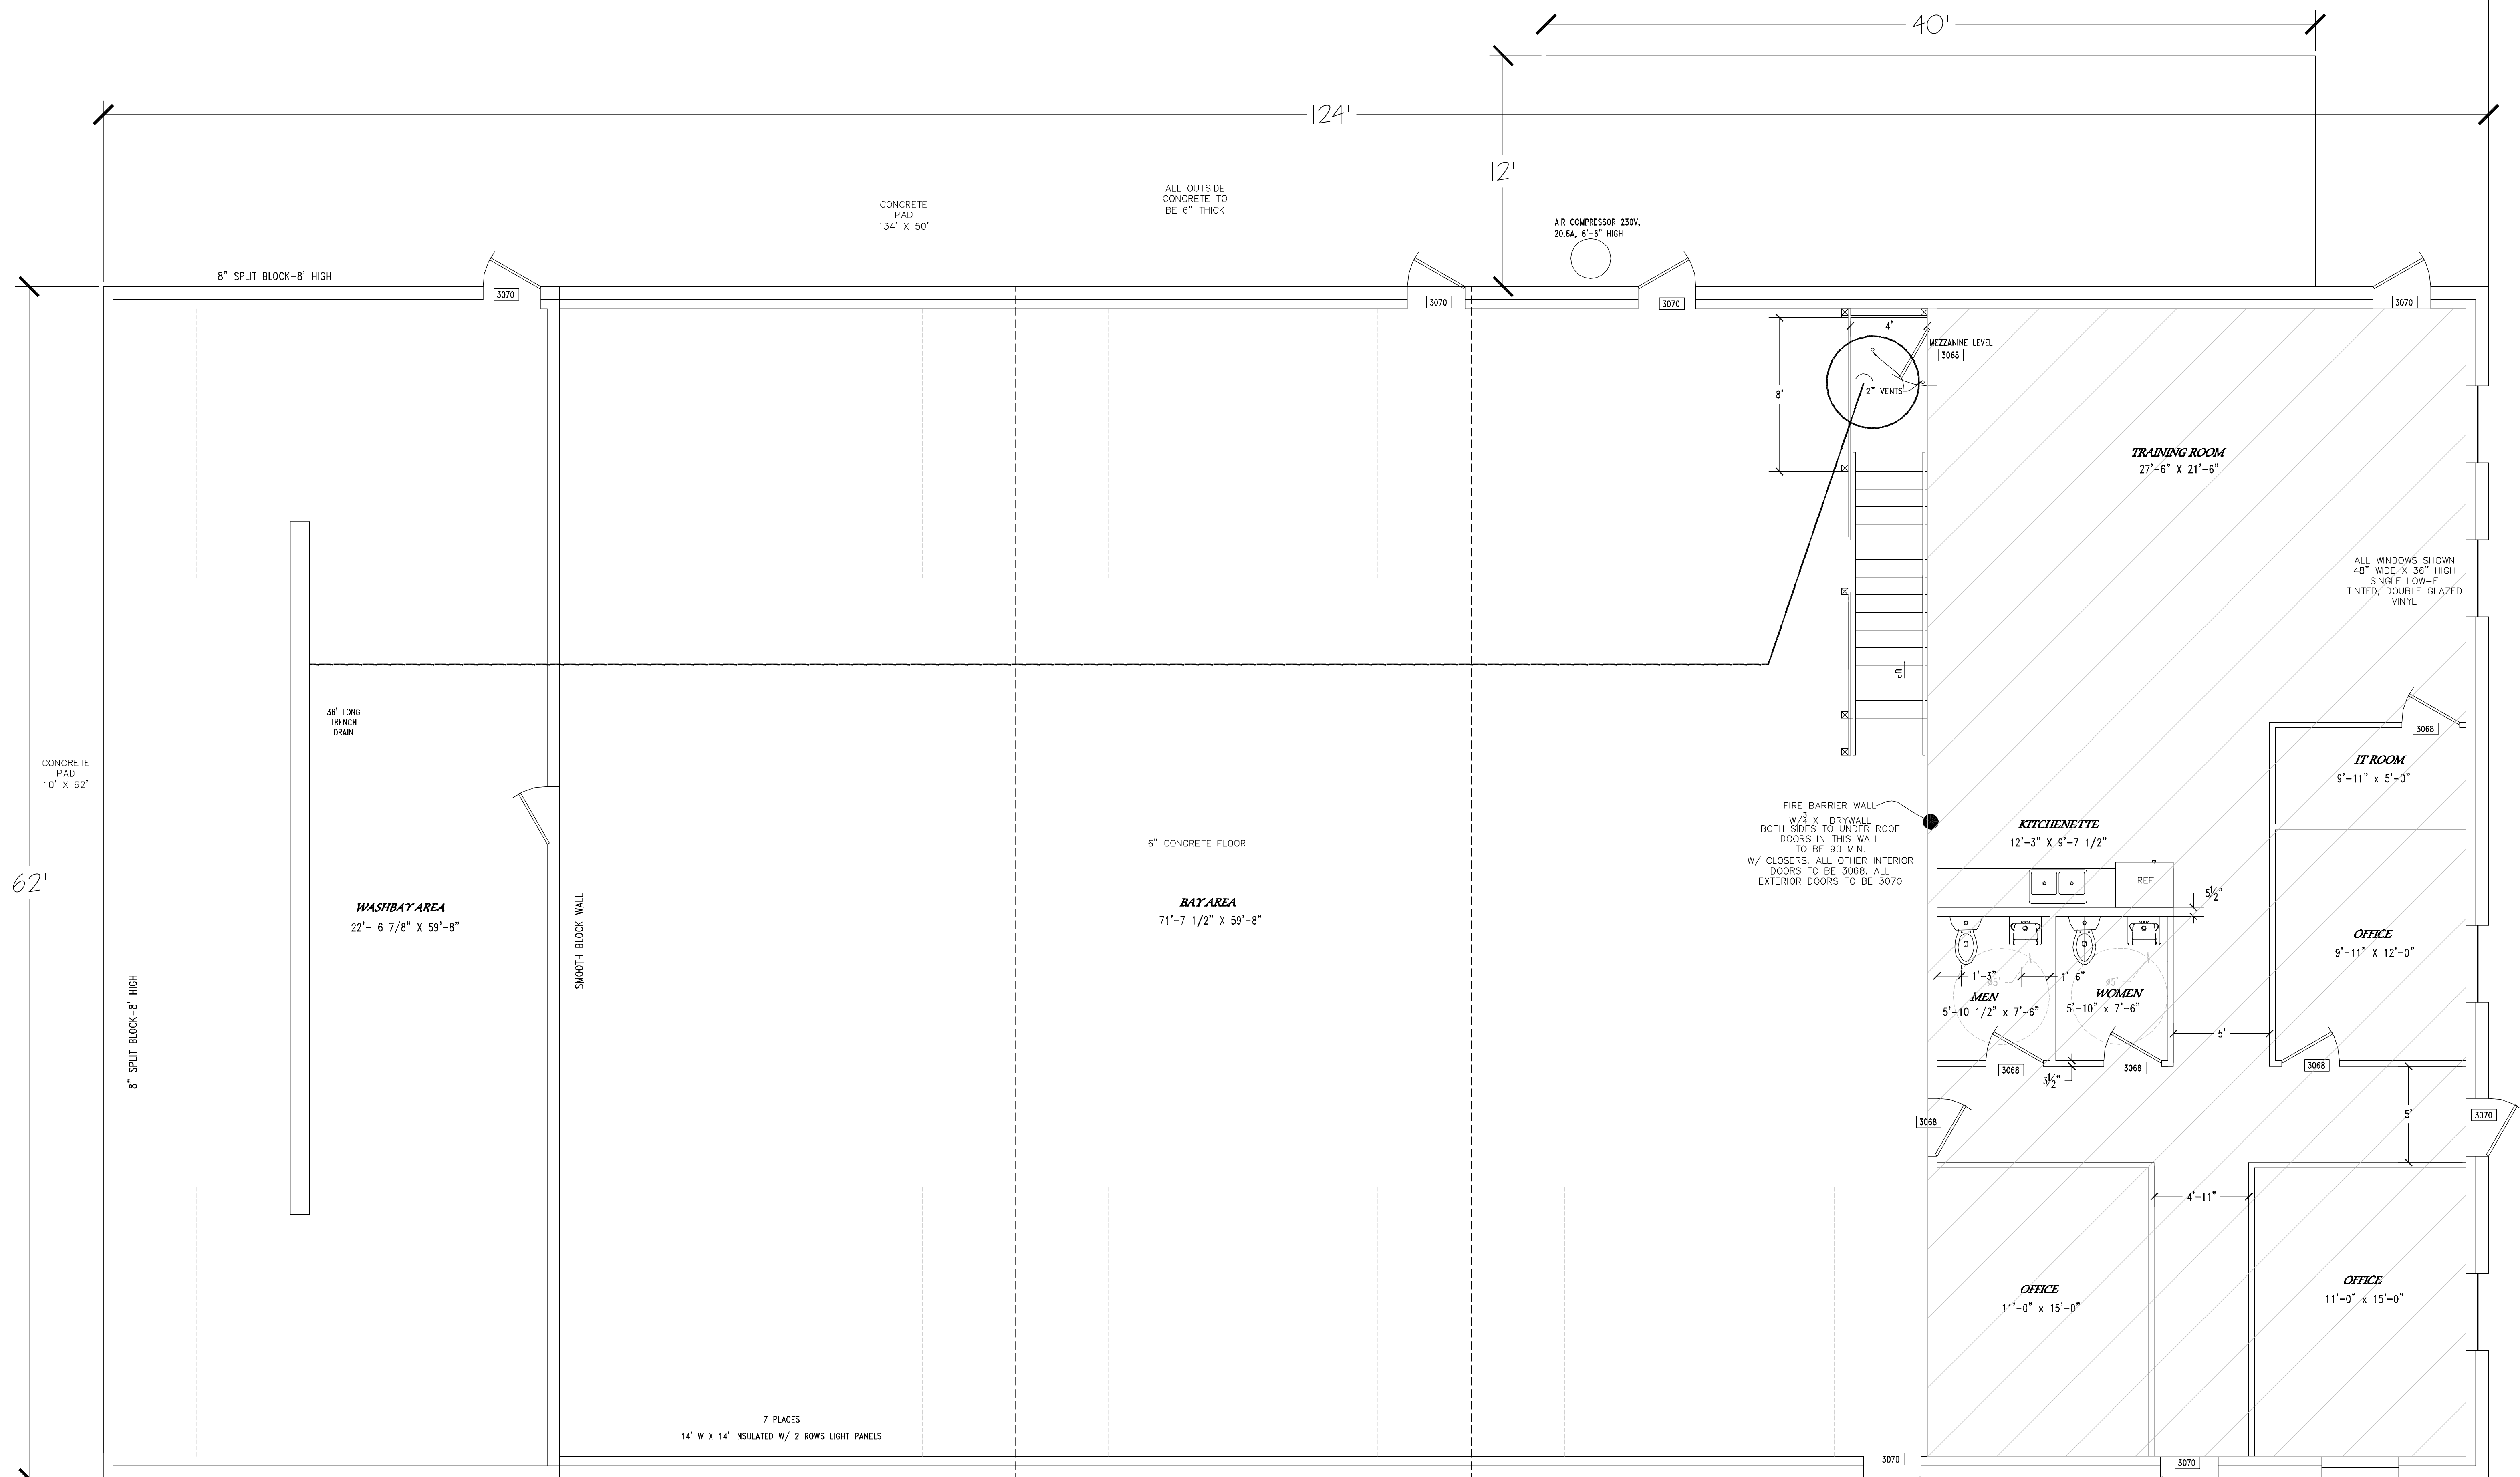 40'
124'
12'
CONCRETE
PAD
134' X 50'
ALL OUTSIDE
CONCRETE TO
BE 6" THICK
AIR COMPRESSOR 230V,
20.6A, 6'-6" HIGH
8" SPLIT BLOCK-8' HIGH
3070
3070
3070
3070
4'
MEZZANINE LEVEL
3068
8'
2" VENTS
TRAINING ROOM
27'-6" X 21'-6"
ALL WINDOWS SHOWN
48" WIDE X 36" HIGH
SINGLE LOW-E
TINTED, DOUBLE GLAZED
VINYL
UP
36' LONG
TRENCH
DRAIN
3068
IT ROOM
9'-11" x 5'-0"
CONCRETE
PAD
10' X 62'
FIRE BARRIER WALL
W/ 3/4 X DRYWALL
BOTH SIDES TO UNDER ROOF
DOORS IN THIS WALL
TO BE 90 MIN.
W/ CLOSERS. ALL OTHER INTERIOR
DOORS TO BE 3068. ALL
EXTERIOR DOORS TO BE 3070
KITCHENETTE
12'-3" X 9'-7 1/2"
6" CONCRETE FLOOR
62'
REF.
5 1/2"
WASHBAY AREA
22'- 6 7/8" X 59'-8"
SMOOTH BLOCK WALL
BAY AREA
71'-7 1/2" X 59'-8"
OFFICE
9'-11" X 12'-0"
8" SPLIT BLOCK-8' HIGH
1'-3"
1'-6"
ø5'
ø5'
MEN
5'-10 1/2" x 7'-6"
WOMEN
5'-10" x 7'-6"
5'
3068
3068
3068
3 1/2"
5'
3068
3070
4'-11"
OFFICE
11'-0" x 15'-0"
OFFICE
11'-0" x 15'-0"
7 PLACES
14' W X 14' INSULATED W/ 2 ROWS LIGHT PANELS
3070
3070